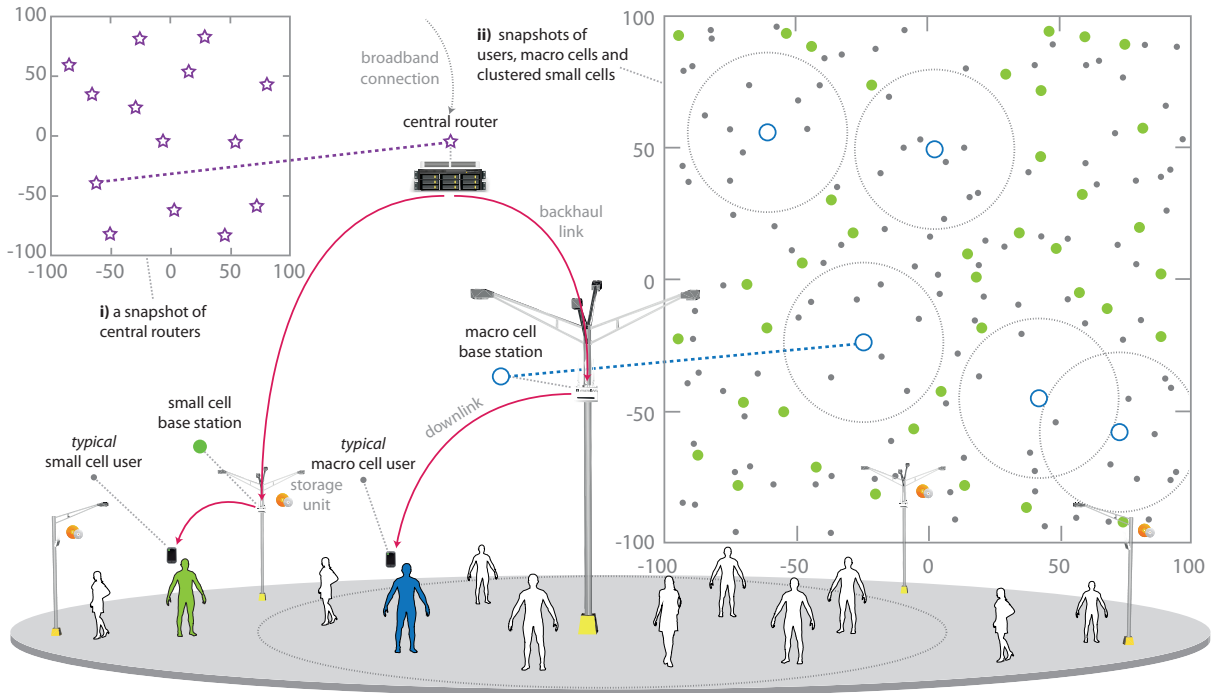 100
50
0
-50
-100
-100
-50
0
50
100
i) a snapshot of
central routers
broadband
connection
central router
backhaul
link
ii) snapshots of
users, macro cells and
clustered small cells
macro cell
base station
downlink
small cell
base station
typical
small cell user
typical
macro cell user
storage
unit
100
50
0
-50
-100
-100
-50
0
50
100